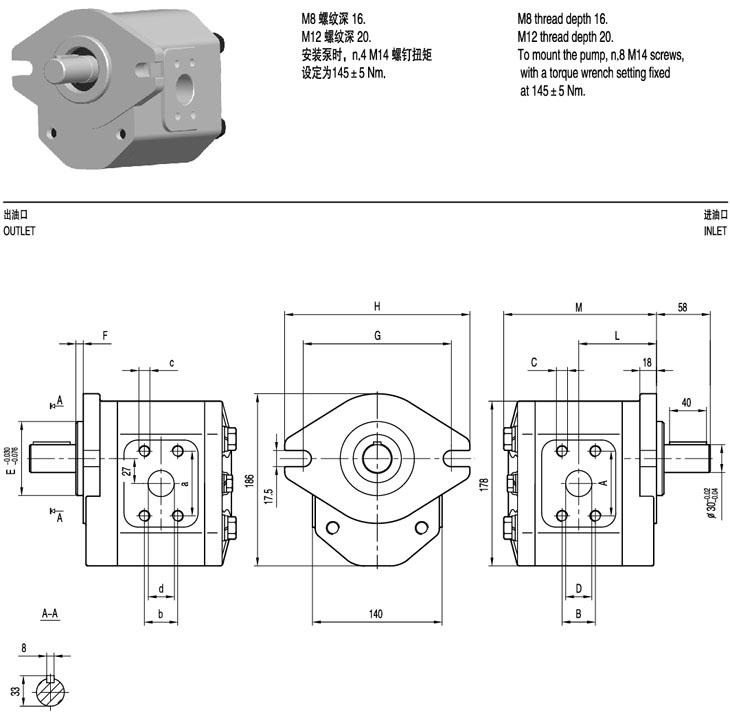 M8 螺纹深 16.
M12 螺纹深 20.
安装泵时，n.4 M14 螺钉扭矩
设定为145±5 Nm.
M8 thread depth 16.
M12 thread depth 20.
To mount the pump, n,8 M14 screws,
with a torque wrench setting fixed
at 145±5 Nm.
出油口
OUTLET
进油口
INLET
H
M
58
F
G
L
c
C
18
A
40
E -0.030 -0.076
27
a
186
17.5
178
A
ø30 -0.02 -0.04
A
d
D
b
140
B
A-A
8
33